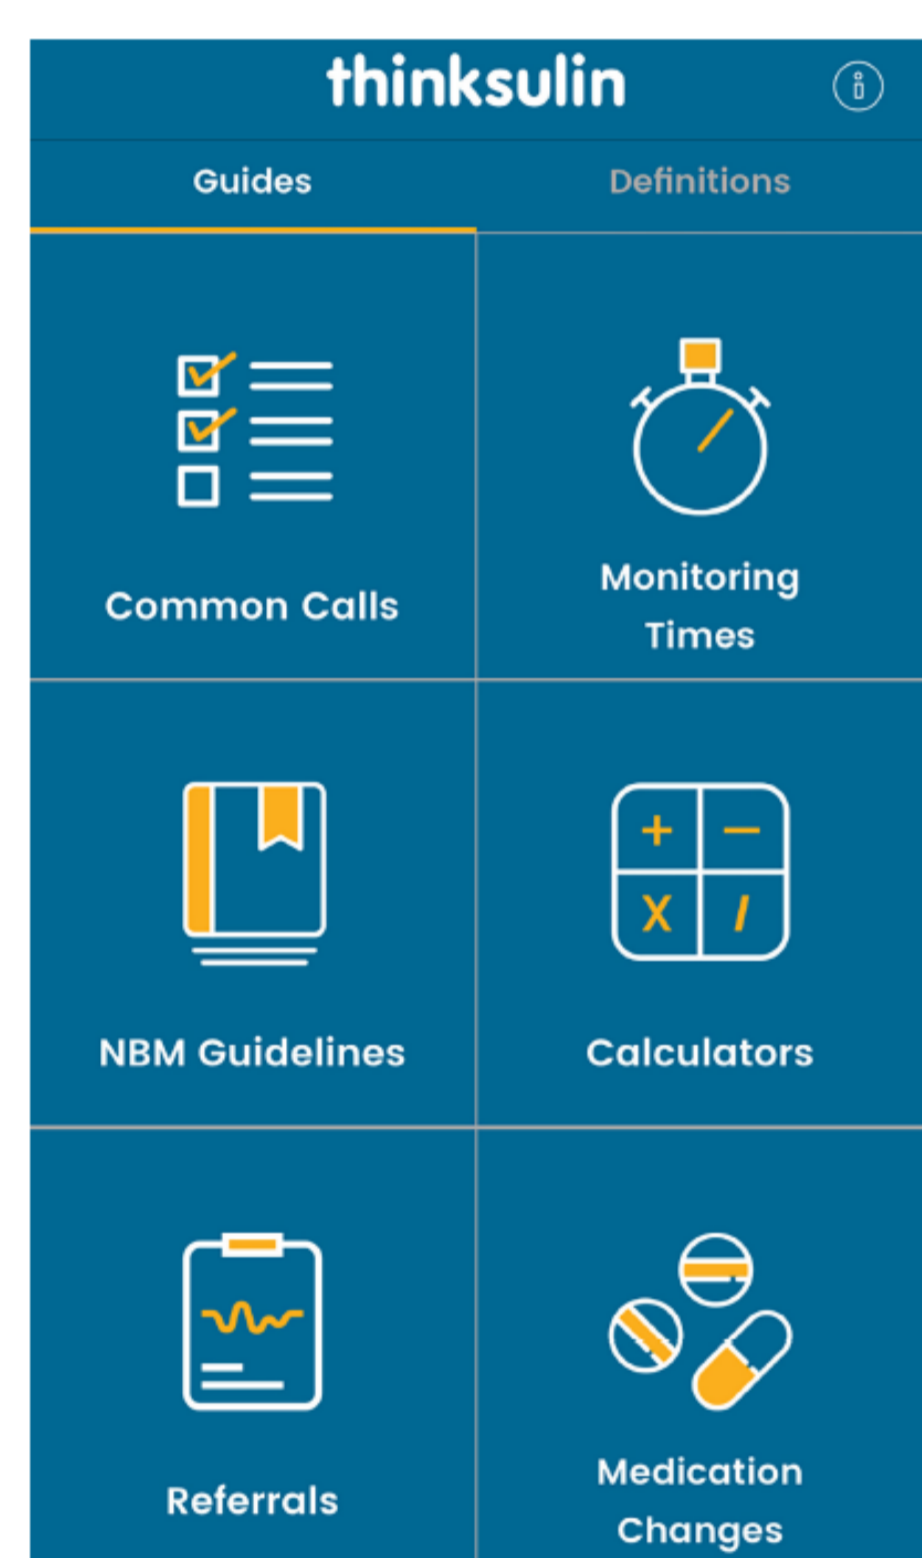 thinksulin
Guides
Definitions
Common Calls
Monitoring
Times
NBM Guidelines
Calculators
+ −
X /
Referrals
Medication
Changes